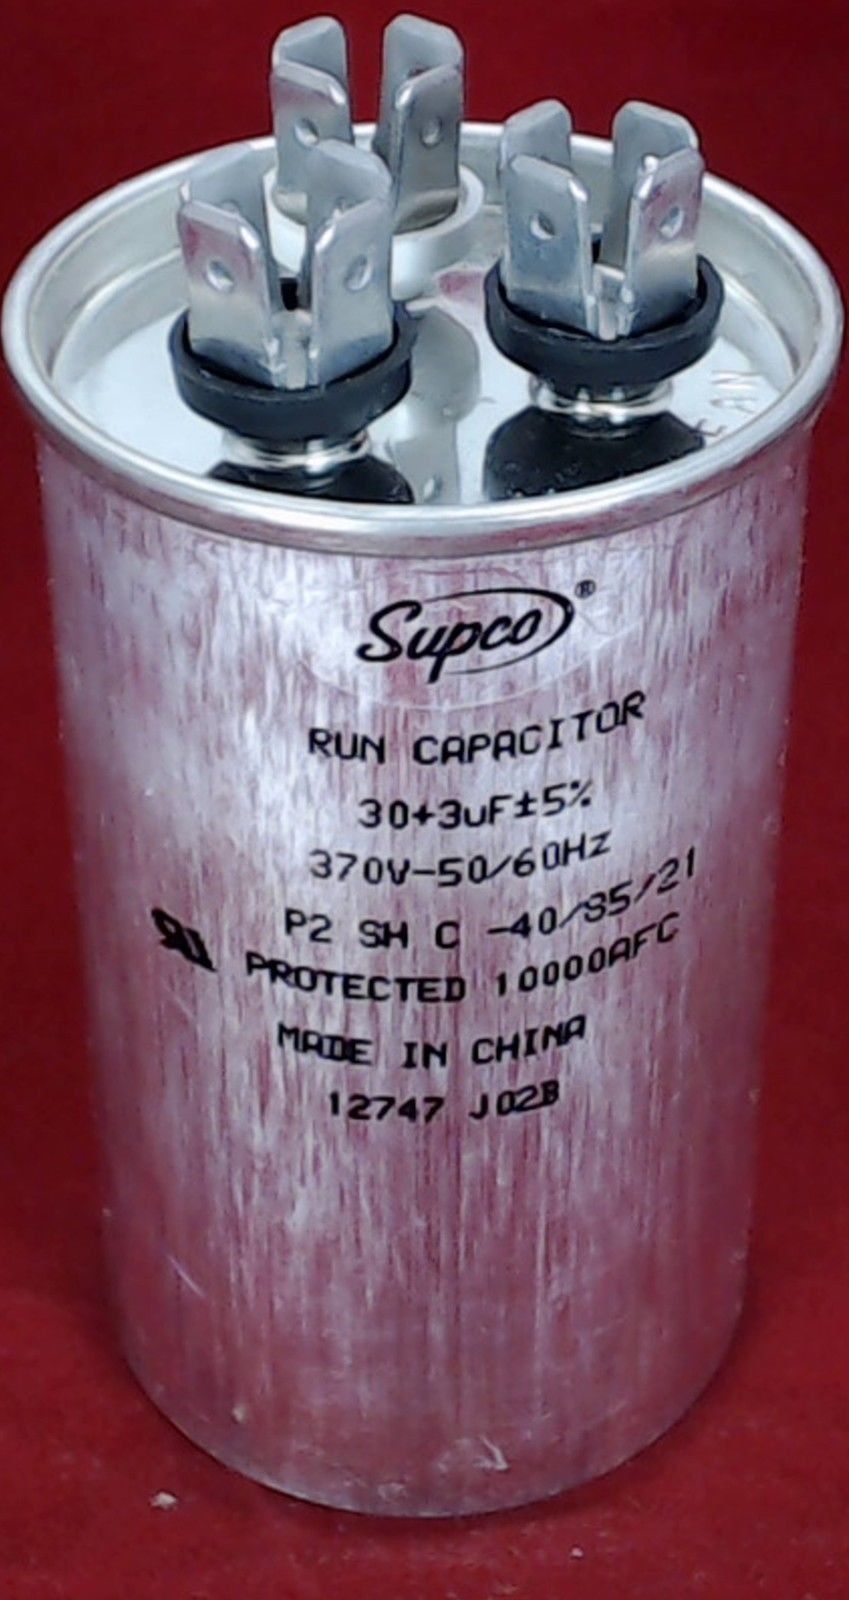 FAN
Supco®
RUN CAPACITOR
30+3uF±5%
370V-50/60Hz
P2 SH C -40/85/21
PROTECTED 10000AFC
MADE IN CHINA
12747 J02B